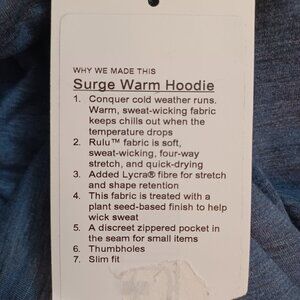 WHY WE MADE THIS
Surge Warm Hoodie
1. Conquer cold weather runs.
Warm, sweat-wicking fabric
keeps chills out when the
temperature drops
2. Rulu™ fabric is soft,
sweat-wicking, four-way
stretch, and quick-drying
3. Added Lycra® fibre for stretch
and shape retention
4. This fabric is treated with a
plant seed-based finish to help
wick sweat
5. A discreet zippered pocket in
the seam for small items
6. Thumbholes
7. Slim fit